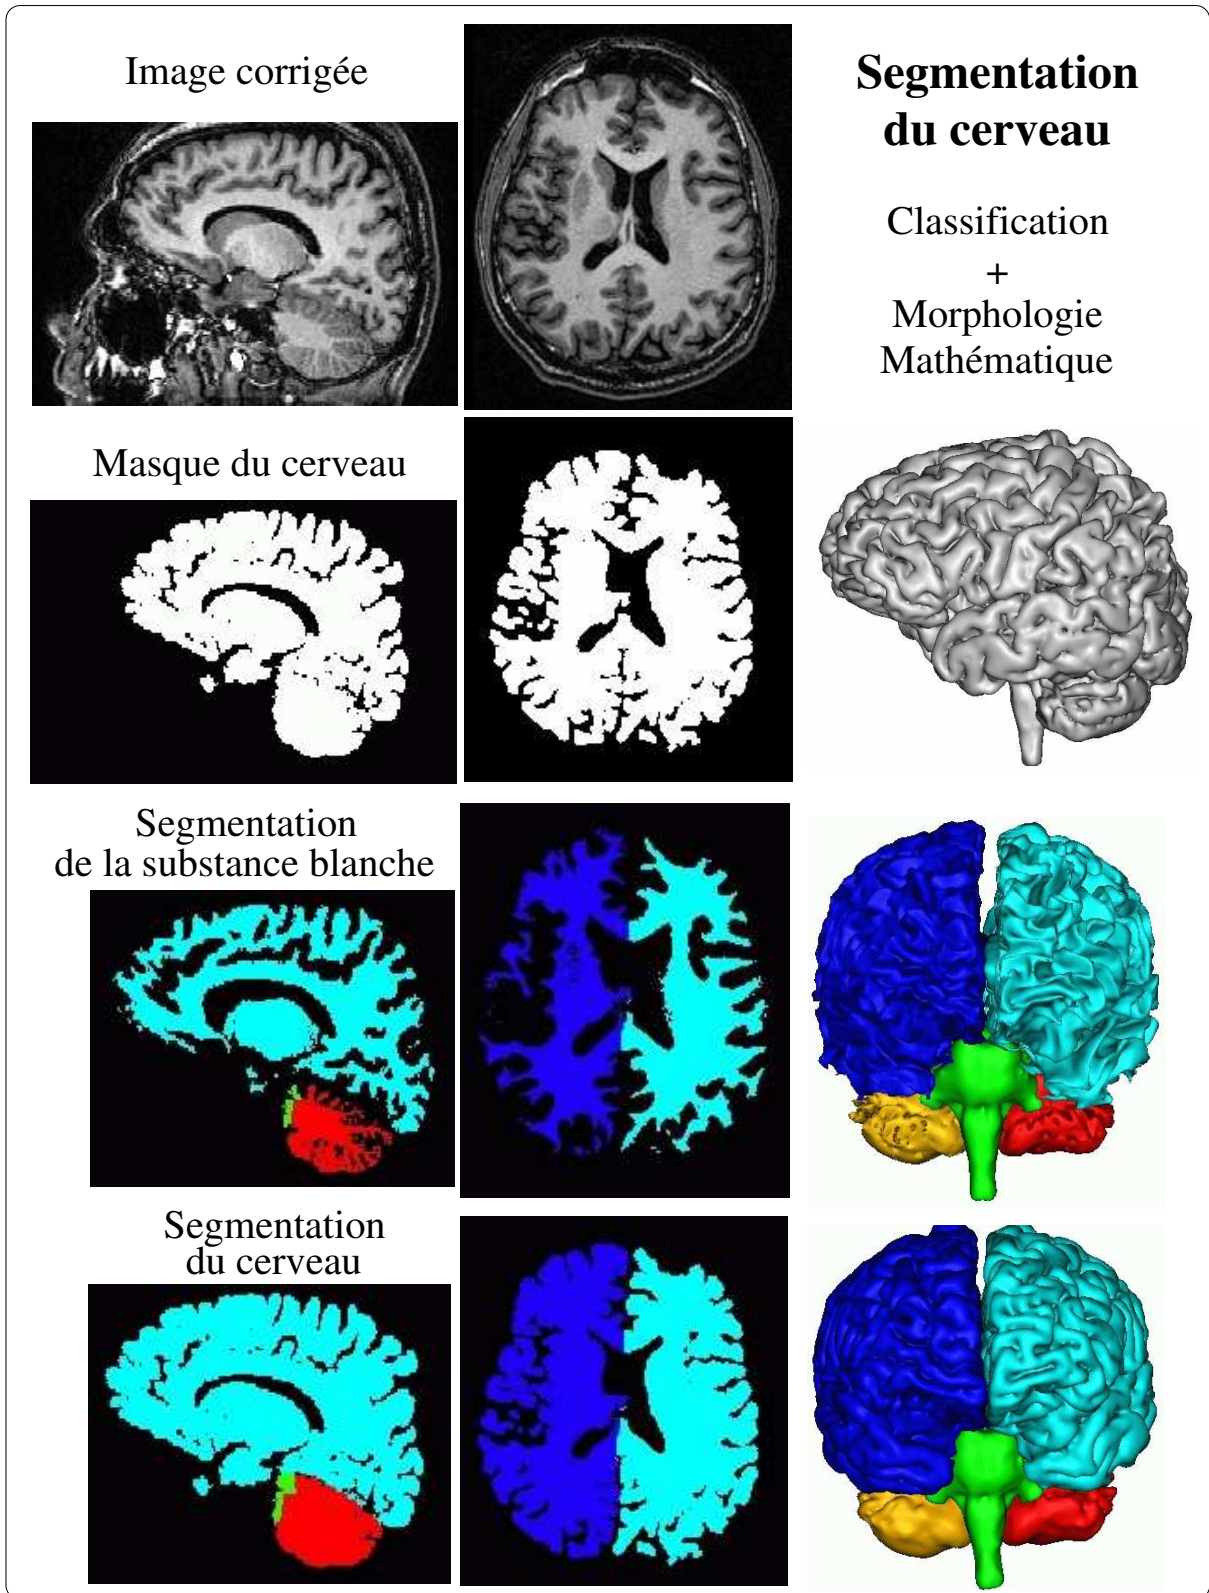 Image corrigée
Segmentation
du cerveau
Classification
+
Morphologie
Mathématique
Masque du cerveau
Segmentation
de la substance blanche
Segmentation
du cerveau